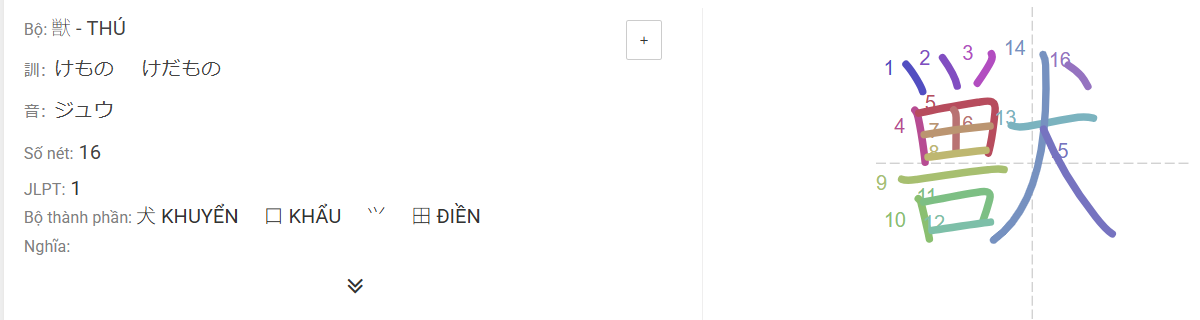 Bộ: 獣 - THÚ
+
訓: けもの けだもの
音: ジュウ
Số nét: 16
JLPT: 1
Bộ thành phần: 犬 KHUYỂN 口 KHẨU ⺍ 田 ĐIỀN
Nghĩa:
獣
1 2 3 14 16
5
4 7 6 13
8 15
9
11
10 12